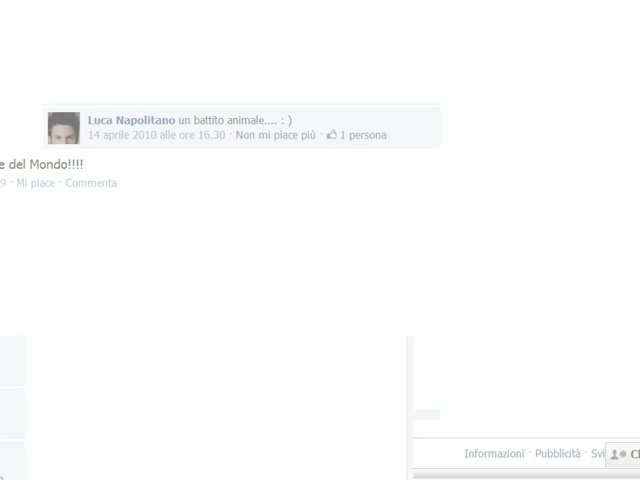 Luca Napolitano un battito animale.... : )
14 aprile 2010 alle ore 16.30 · Non mi piace più · 1 persona
e del Mondo!!!!
9 · Mi piace · Commenta
Informazioni · Pubblicità · Svi